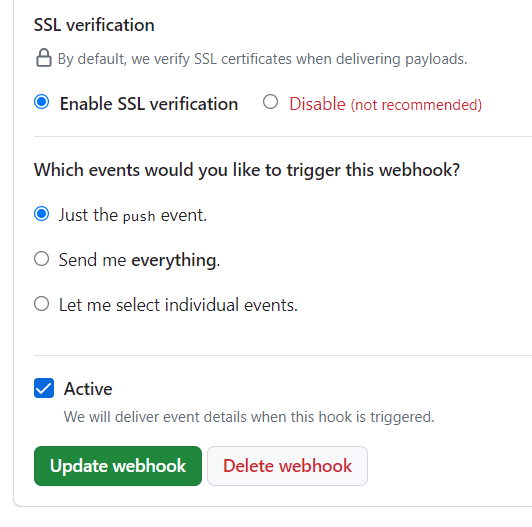 SSL verification
By default, we verify SSL certificates when delivering payloads.
Enable SSL verification Disable (not recommended)
Which events would you like to trigger this webhook?
Just the push event.
Send me everything.
Let me select individual events.
Active
We will deliver event details when this hook is triggered.
Update webhook Delete webhook